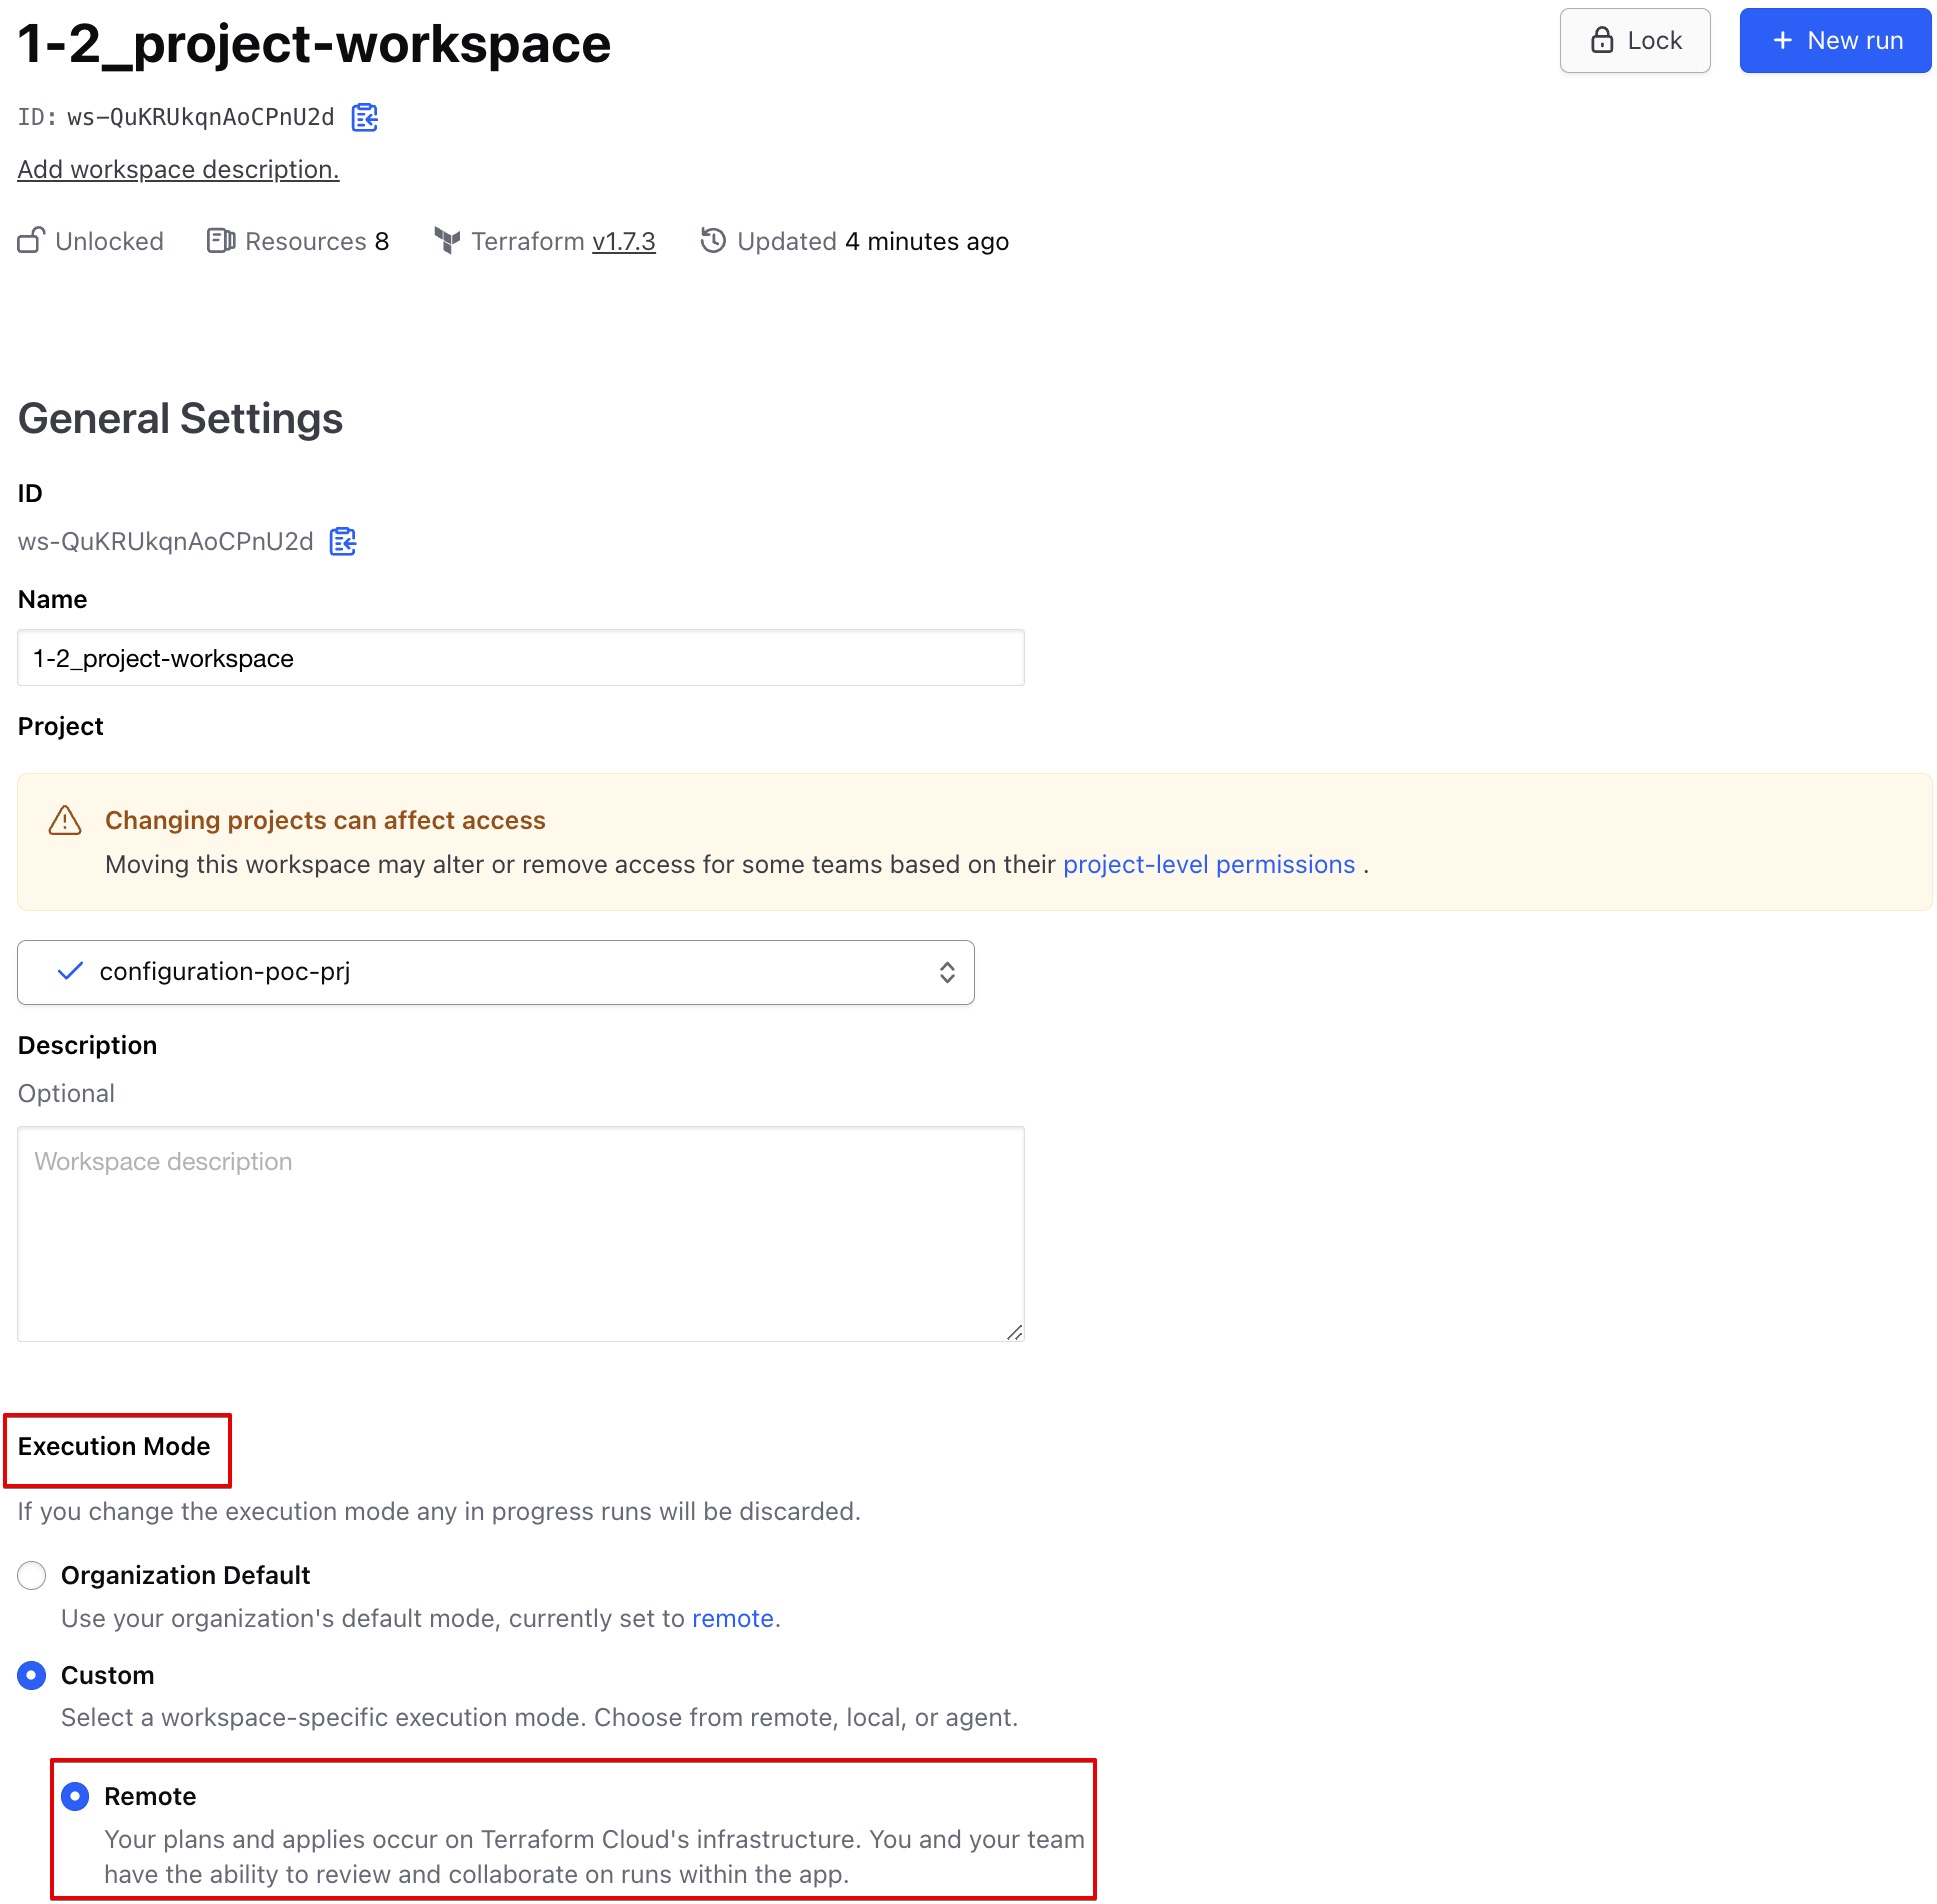 1-2_project-workspace
Lock
+ New run
ID: ws-QuKRUkqnAoCPnU2d
Add workspace description.
Unlocked
Resources 8
Terraform v1.7.3
Updated 4 minutes ago
General Settings
ID
ws-QuKRUkqnAoCPnU2d
Name
1-2_project-workspace
Project
Changing projects can affect access
Moving this workspace may alter or remove access for some teams based on their project-level permissions .
configuration-poc-prj
Description
Optional
Workspace description
Execution Mode
If you change the execution mode any in progress runs will be discarded.
Organization Default
Use your organization's default mode, currently set to remote.
Custom
Select a workspace-specific execution mode. Choose from remote, local, or agent.
Remote
Your plans and applies occur on Terraform Cloud's infrastructure. You and your team
have the ability to review and collaborate on runs within the app.